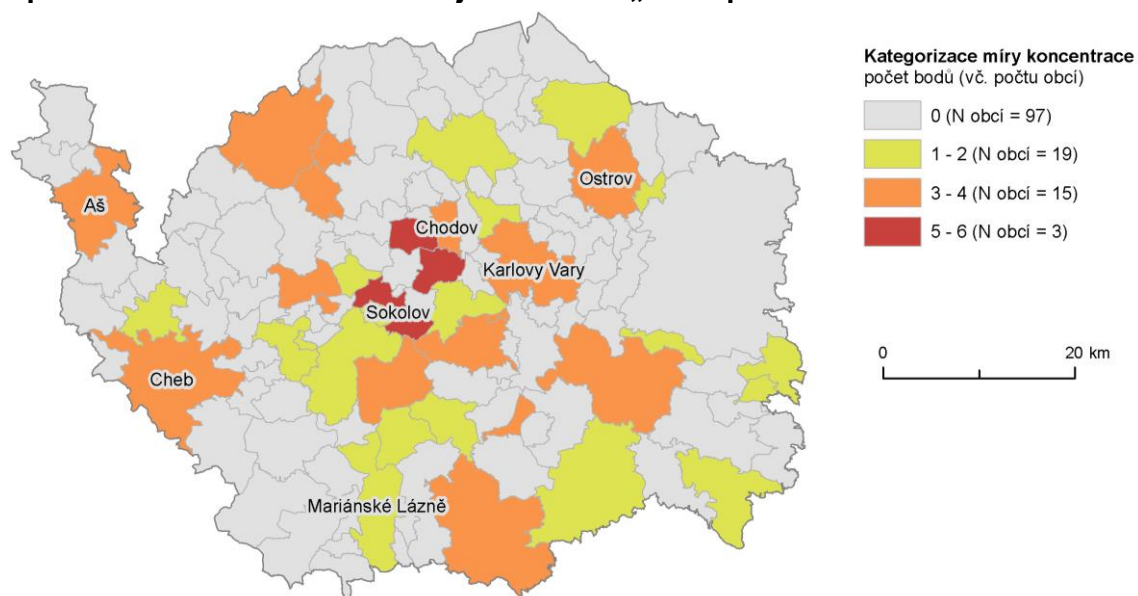 Kategorizace míry koncentrace
počet bodů (vč. počtu obcí)
0 (N obcí = 97)
1 - 2 (N obcí = 19)
3 - 4 (N obcí = 15)
5 - 6 (N obcí = 3)
0
20 km
Aš
Ostrov
Chodov
Karlovy Vary
Sokolov
Cheb
Mariánské Lázně